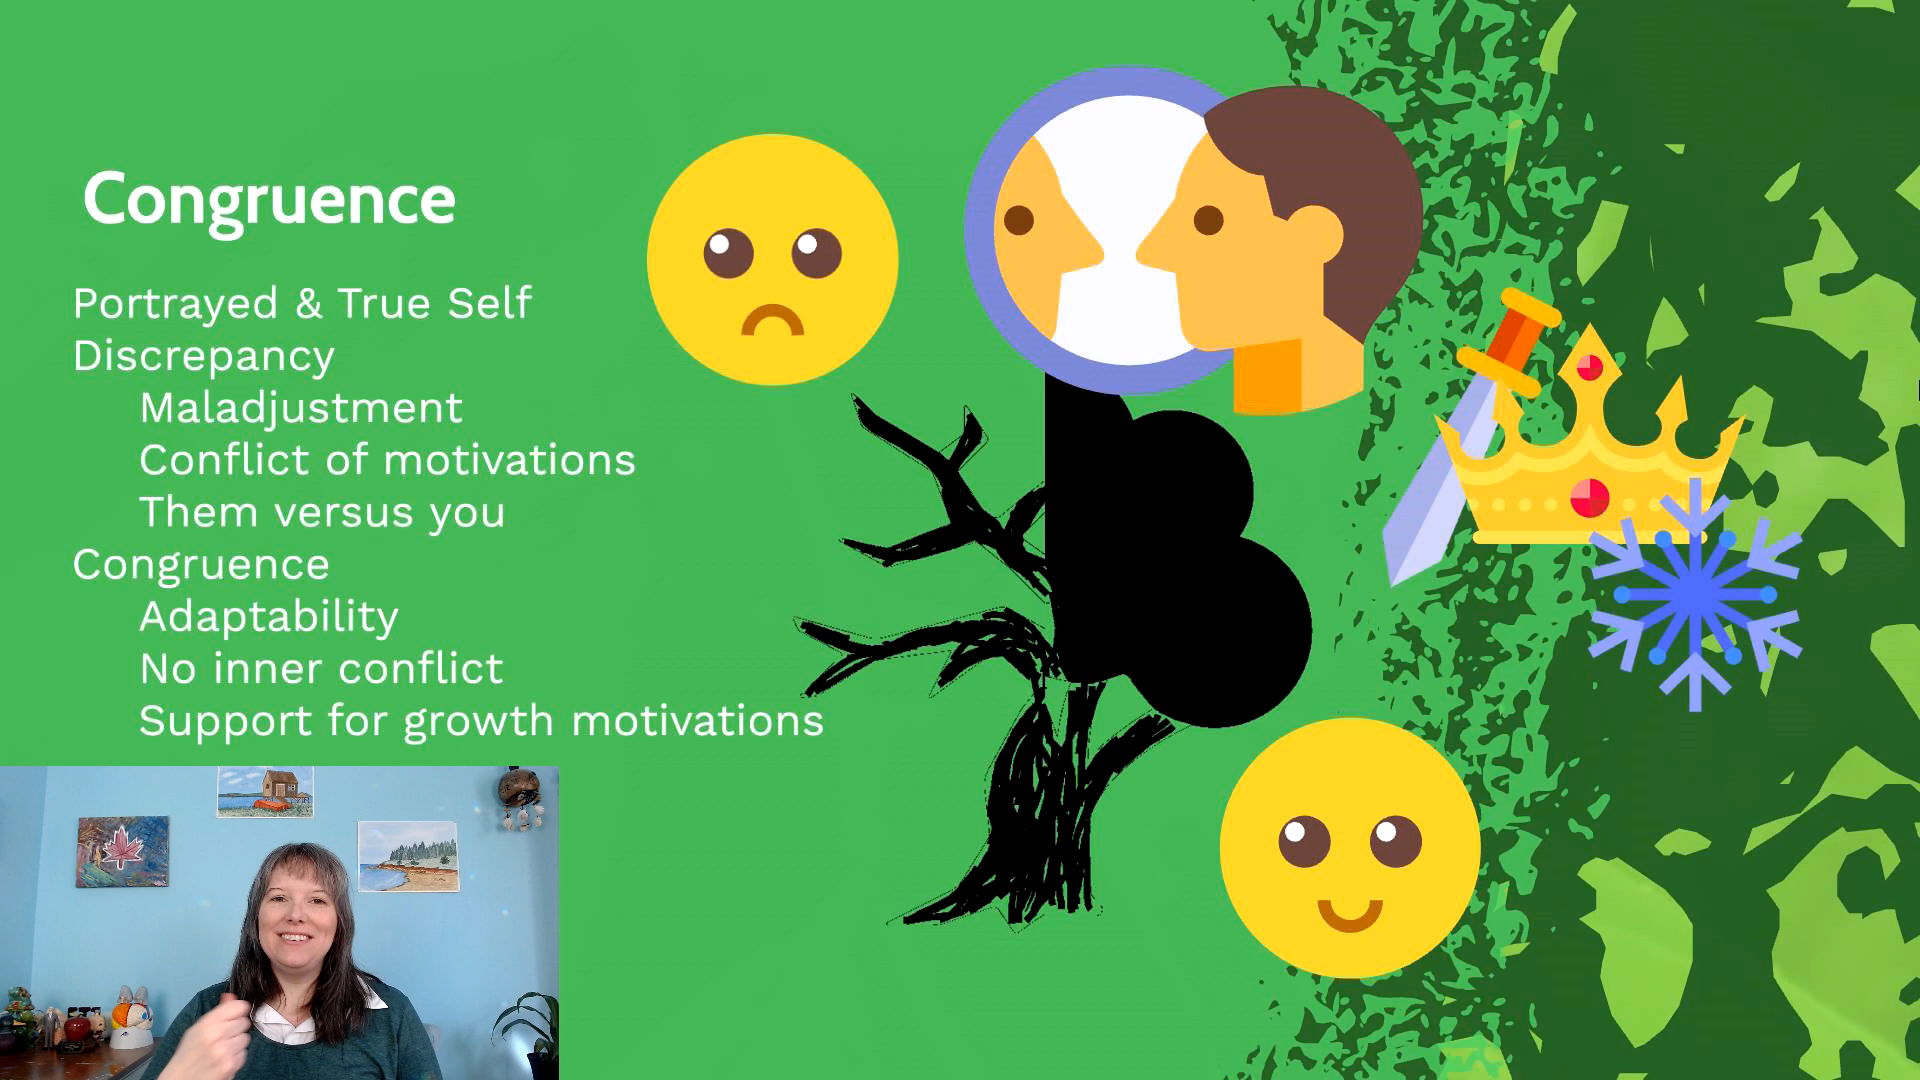 Congruence
Portrayed & True Self
Discrepancy
Maladjustment
Conflict of motivations
Them versus you
Congruence
Adaptability
No inner conflict
Support for growth motivations